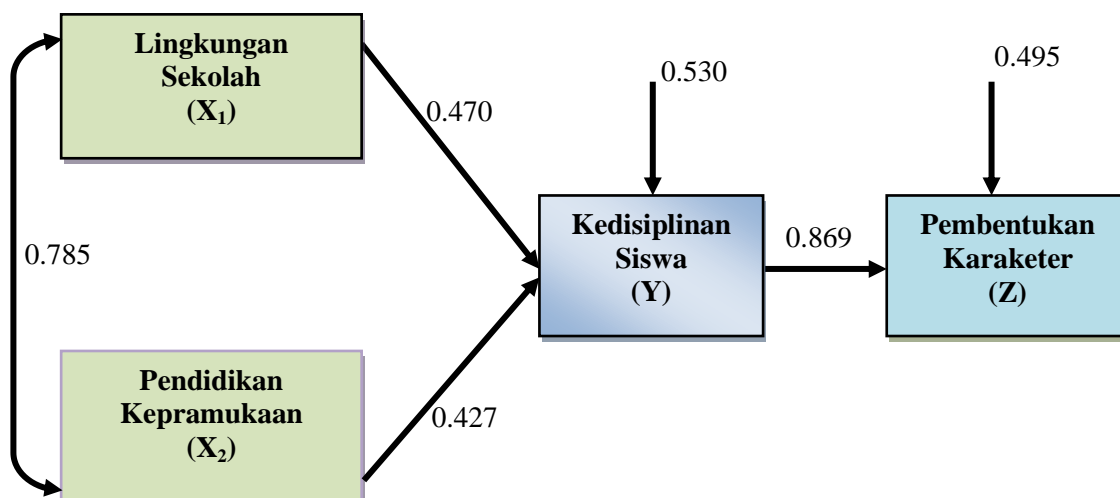 Lingkungan
Sekolah
(X₁)
0.470
0.530
0.495
0.785
Kedisiplinan
Siswa
(Y)
0.869
Pembentukan
Karaketer
(Z)
Pendidikan
Kepramukaan
(X₂)
0.427